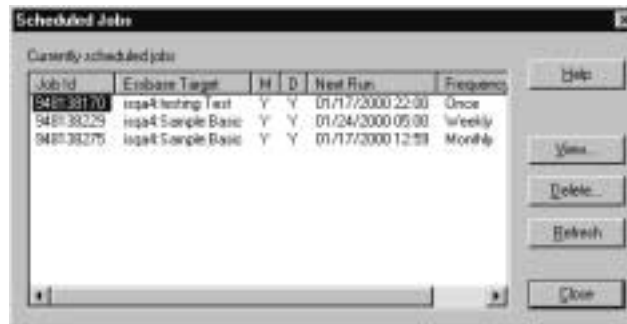 Scheduled Jobs
Currently scheduled jobs
Job Id Essbase Target M D Next Run Frequency
948138170 isqa4:testing Test Y Y 01/17/2000 22:00 Once
948138229 isqa4:Sample Basic Y Y 01/24/2000 05:00 Weekly
948138275 isqa4:Sample Basic Y Y 01/17/2000 12:59 Monthly
Help
View...
Delete...
Refresh
Close